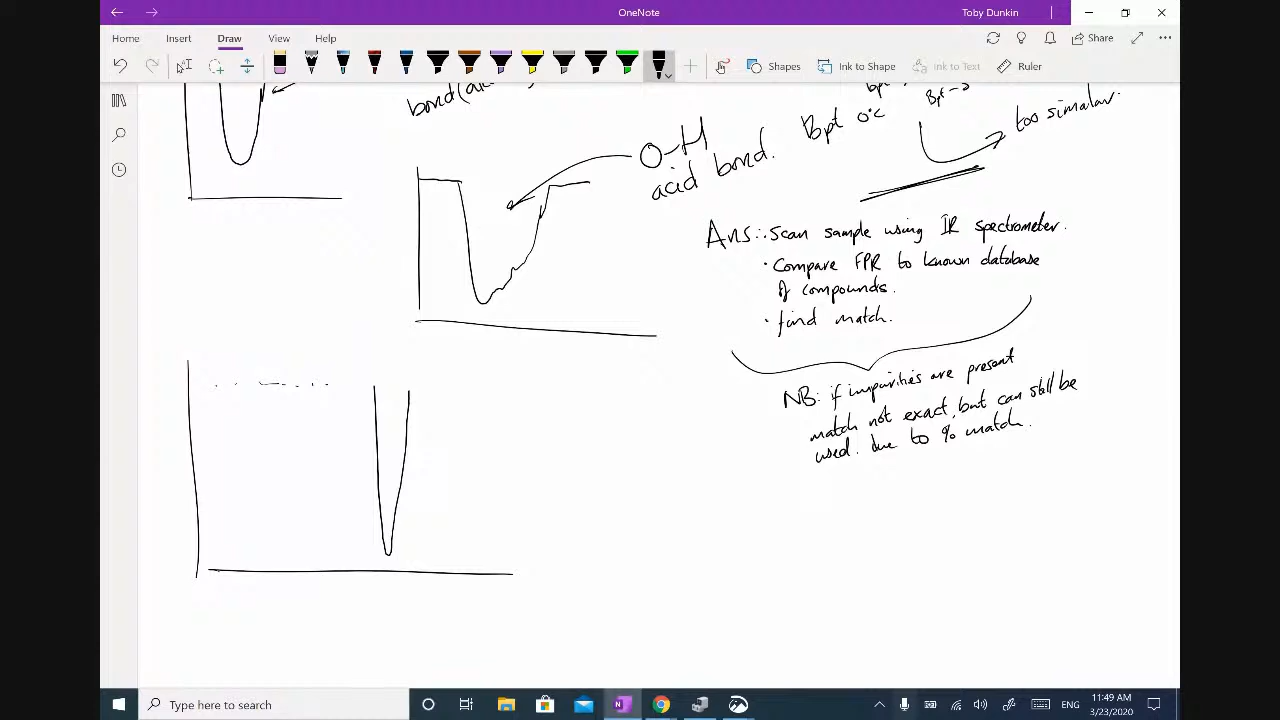 OneNote
Toby Dunkin
Home
Insert
Draw
View
Help
Share
Shapes
Ink to Shape
Ink to Text
Ruler
Bpt 0°c
too simalar.
O-H
acid bond.
Ans:. Scan sample using IR spectrometer.
· Compare FPR to known database
of compounds.
· find match.
NB: if impurities are present
match not exact, but can still be
used. due to % match.
Type here to search
ENG
11:49 AM
3/23/2020